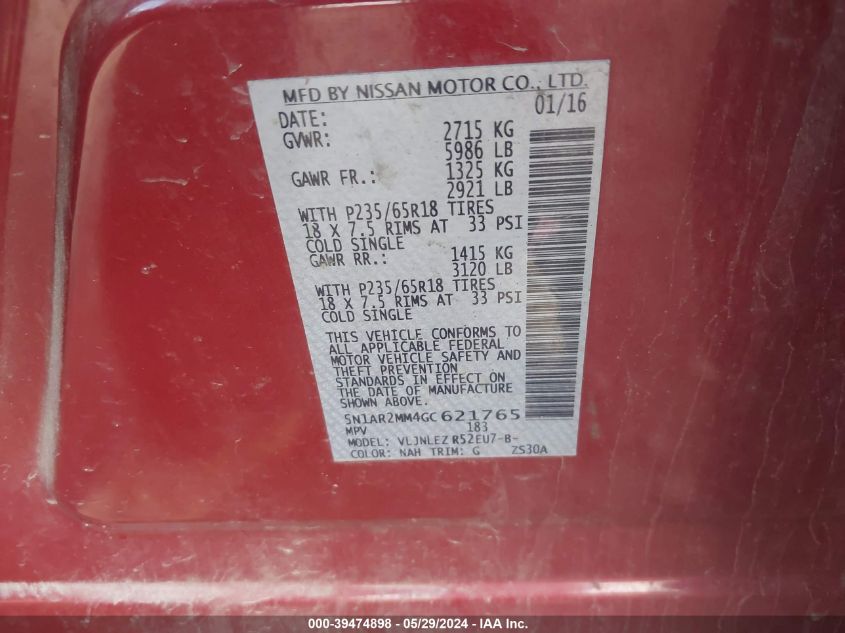 MFD BY NISSAN MOTOR CO., LTD.
DATE: 01/16
GVWR: 2715 KG
5986 LB
GAWR FR.: 1325 KG
2921 LB
WITH P235/65R18 TIRES
18 X 7.5 RIMS AT 33 PSI
COLD SINGLE
GAWR RR.: 1415 KG
3120 LB
WITH P235/65R18 TIRES
18 X 7.5 RIMS AT 33 PSI
COLD SINGLE
THIS VEHICLE CONFORMS TO
ALL APPLICABLE FEDERAL
MOTOR VEHICLE SAFETY AND
THEFT PREVENTION
STANDARDS IN EFFECT ON
THE DATE OF MANUFACTURE
SHOWN ABOVE.
5N1AR2MM4GC621765
MPV 183
MODEL: VLJNLEZ R52EU7-B-
COLOR: NAH TRIM: G ZS30A
000-39474898 - 05/29/2024 - IAA Inc.